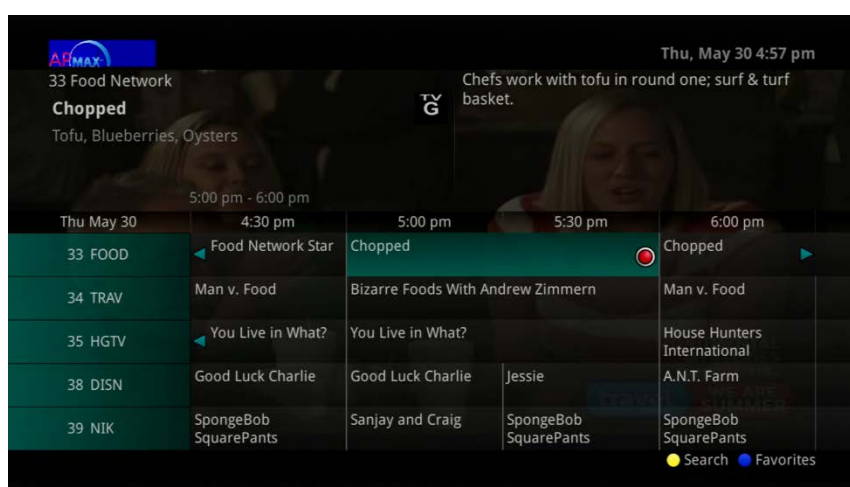 ARMAX
Thu, May 30 4:57 pm
33 Food Network
Chopped
Tofu, Blueberries, Oysters
TV G
Chefs work with tofu in round one; surf & turf
basket.
5:00 pm - 6:00 pm
Thu May 30 4:30 pm 5:00 pm 5:30 pm 6:00 pm
33 FOOD Food Network Star Chopped Chopped
34 TRAV Man v. Food Bizarre Foods With Andrew Zimmern Man v. Food
35 HGTV You Live in What? You Live in What? House Hunters
International
38 DISN Good Luck Charlie Good Luck Charlie Jessie A.N.T. Farm
travel WE ARE
SUMMER
39 NIK SpongeBob Sanjay and Craig SpongeBob SpongeBob
SquarePants SquarePants SquarePants
Search Favorites